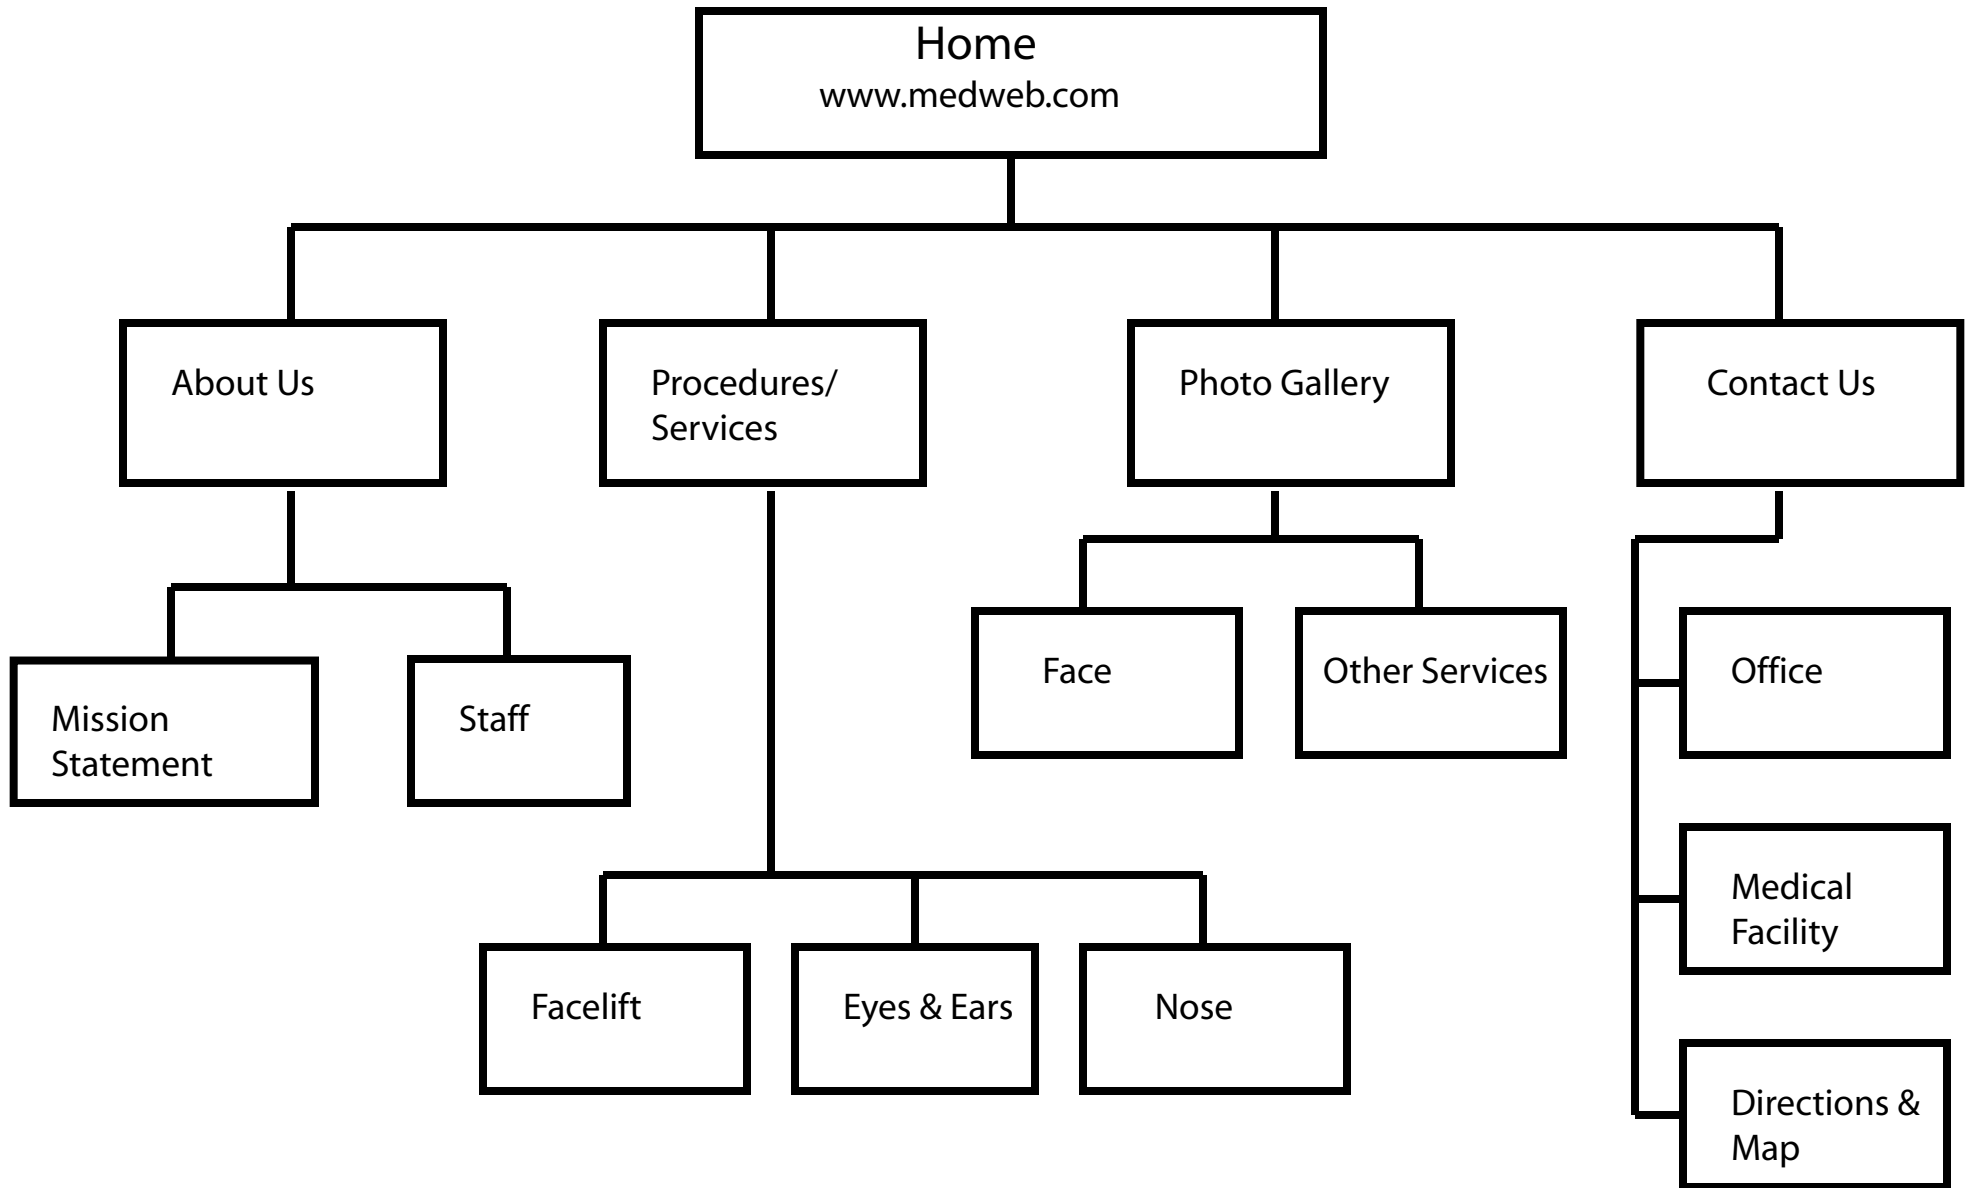 Home
www.medweb.com
About Us
Procedures/
Services
Photo Gallery
Contact Us
Mission
Statement
Staff
Face
Other Services
Office
Medical
Facility
Facelift
Eyes & Ears
Nose
Directions &
Map